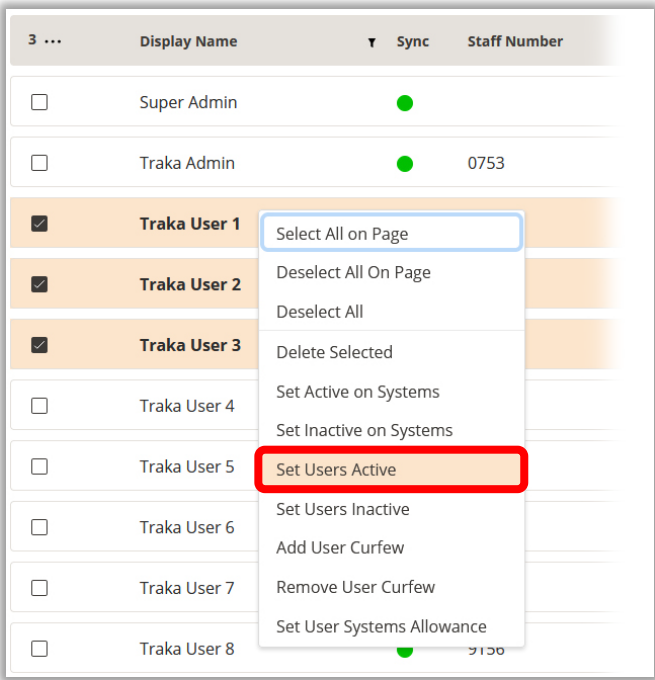 3 ... Display Name Sync Staff Number
Super Admin
Traka Admin 0753
Traka User 1
Select All on Page
Traka User 2
Deselect All On Page
Deselect All
Traka User 3
Delete Selected
Set Active on Systems
Traka User 4
Set Inactive on Systems
Traka User 5
Set Users Active
Set Users Inactive
Traka User 6
Add User Curfew
Traka User 7
Remove User Curfew
Set User Systems Allowance
Traka User 8 9156